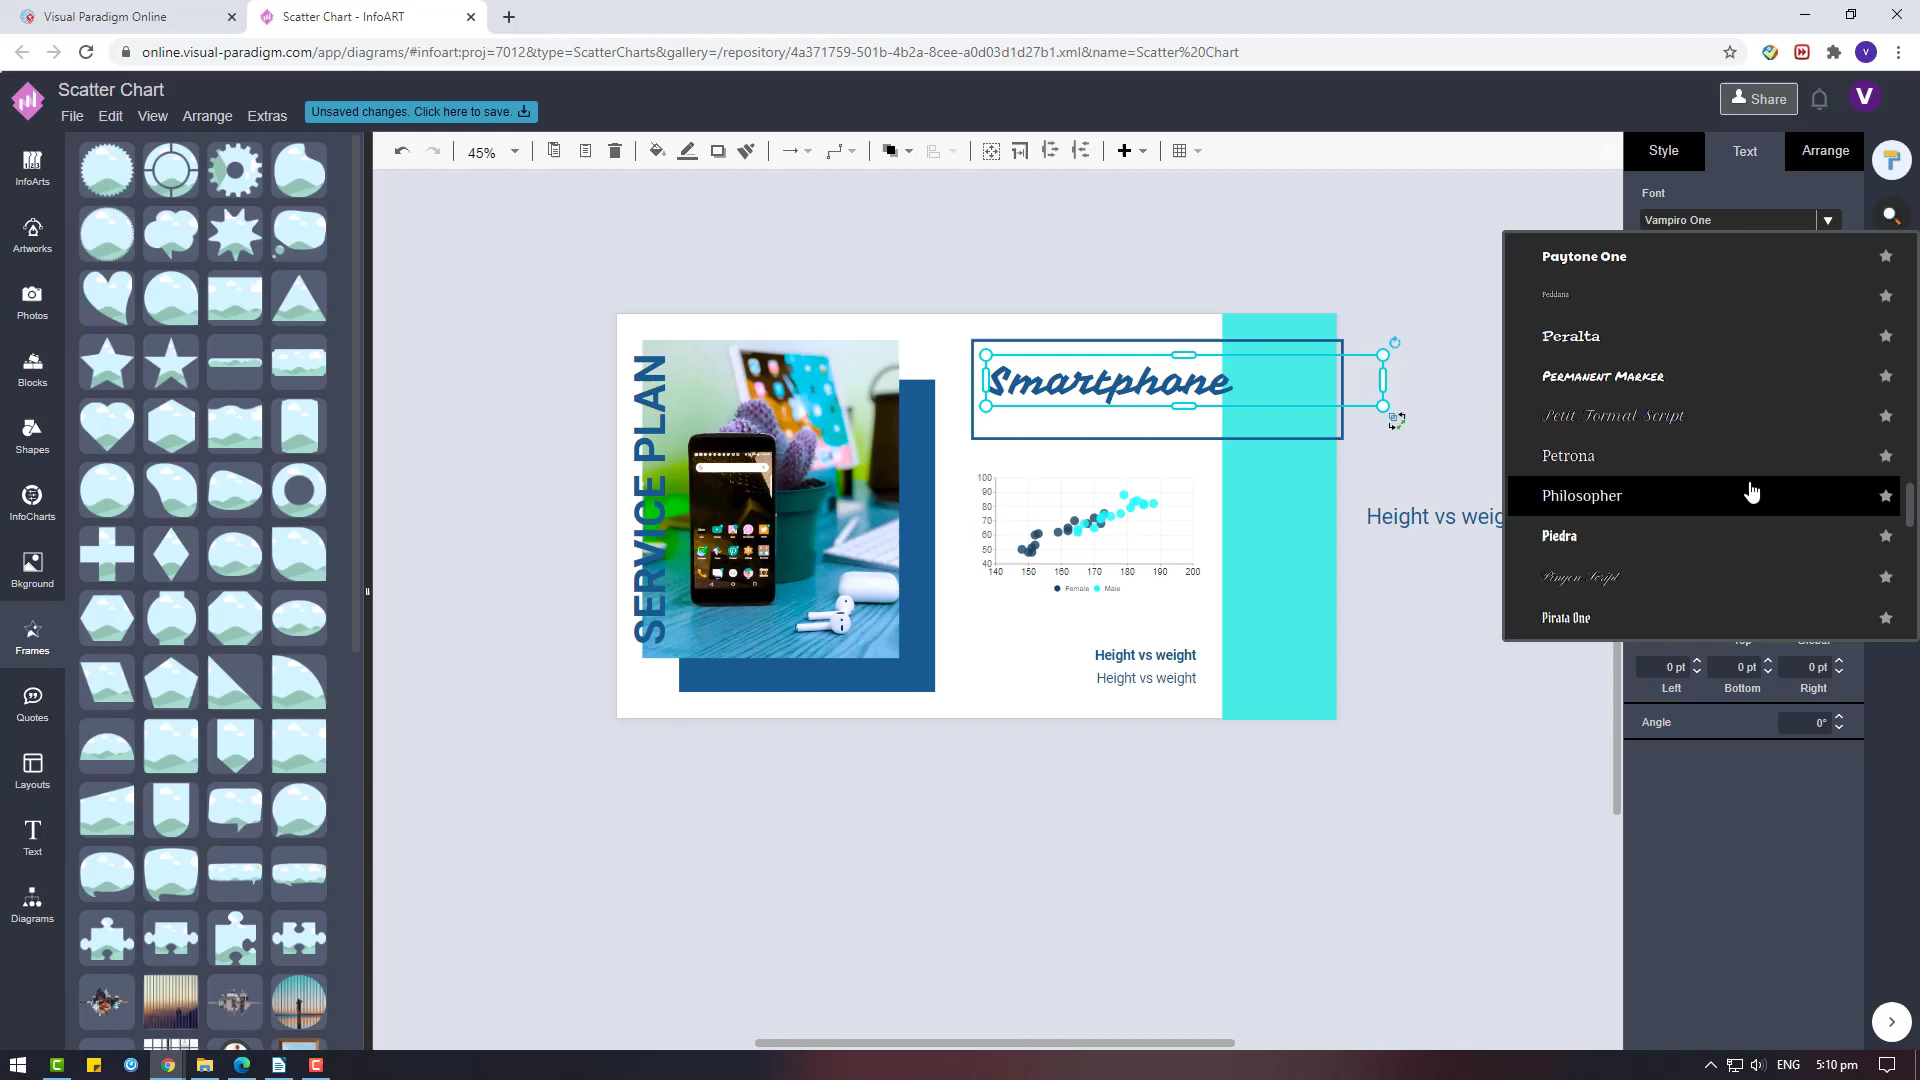 Visual Paradigm Online
Scatter Chart - InfoART
online.visual-paradigm.com/app/diagrams/#infoart:proj=7012&type=ScatterCharts&gallery=/repository/4a371759-501b-4b2a-8cee-a0d03d1d27b1.xml&name=Scatter%20Chart
V
Scatter Chart
File Edit View Arrange Extras
Unsaved changes. Click here to save.
Share
V
InfoArts
Artworks
Photos
Blocks
Shapes
InfoCharts
Bkground
Frames
Quotes
Layouts
Text
Diagrams
45%
Style
Text
Arrange
Font
Vampiro One
Paytone One
Peddana
Peralta
Permanent Marker
Petit Formal Script
Petrona
Philosopher
Piedra
Pinyon Script
Pirata One
Top
Global
0 pt
0 pt
0 pt
Left
Bottom
Right
Angle
0°
SERVICE PLAN
Smartphone
100
90
80
70
60
50
40
140 150 160 170 180 190 200
Female Male
Height vs weight
Height vs weight
Height vs weig
ENG
5:10 pm